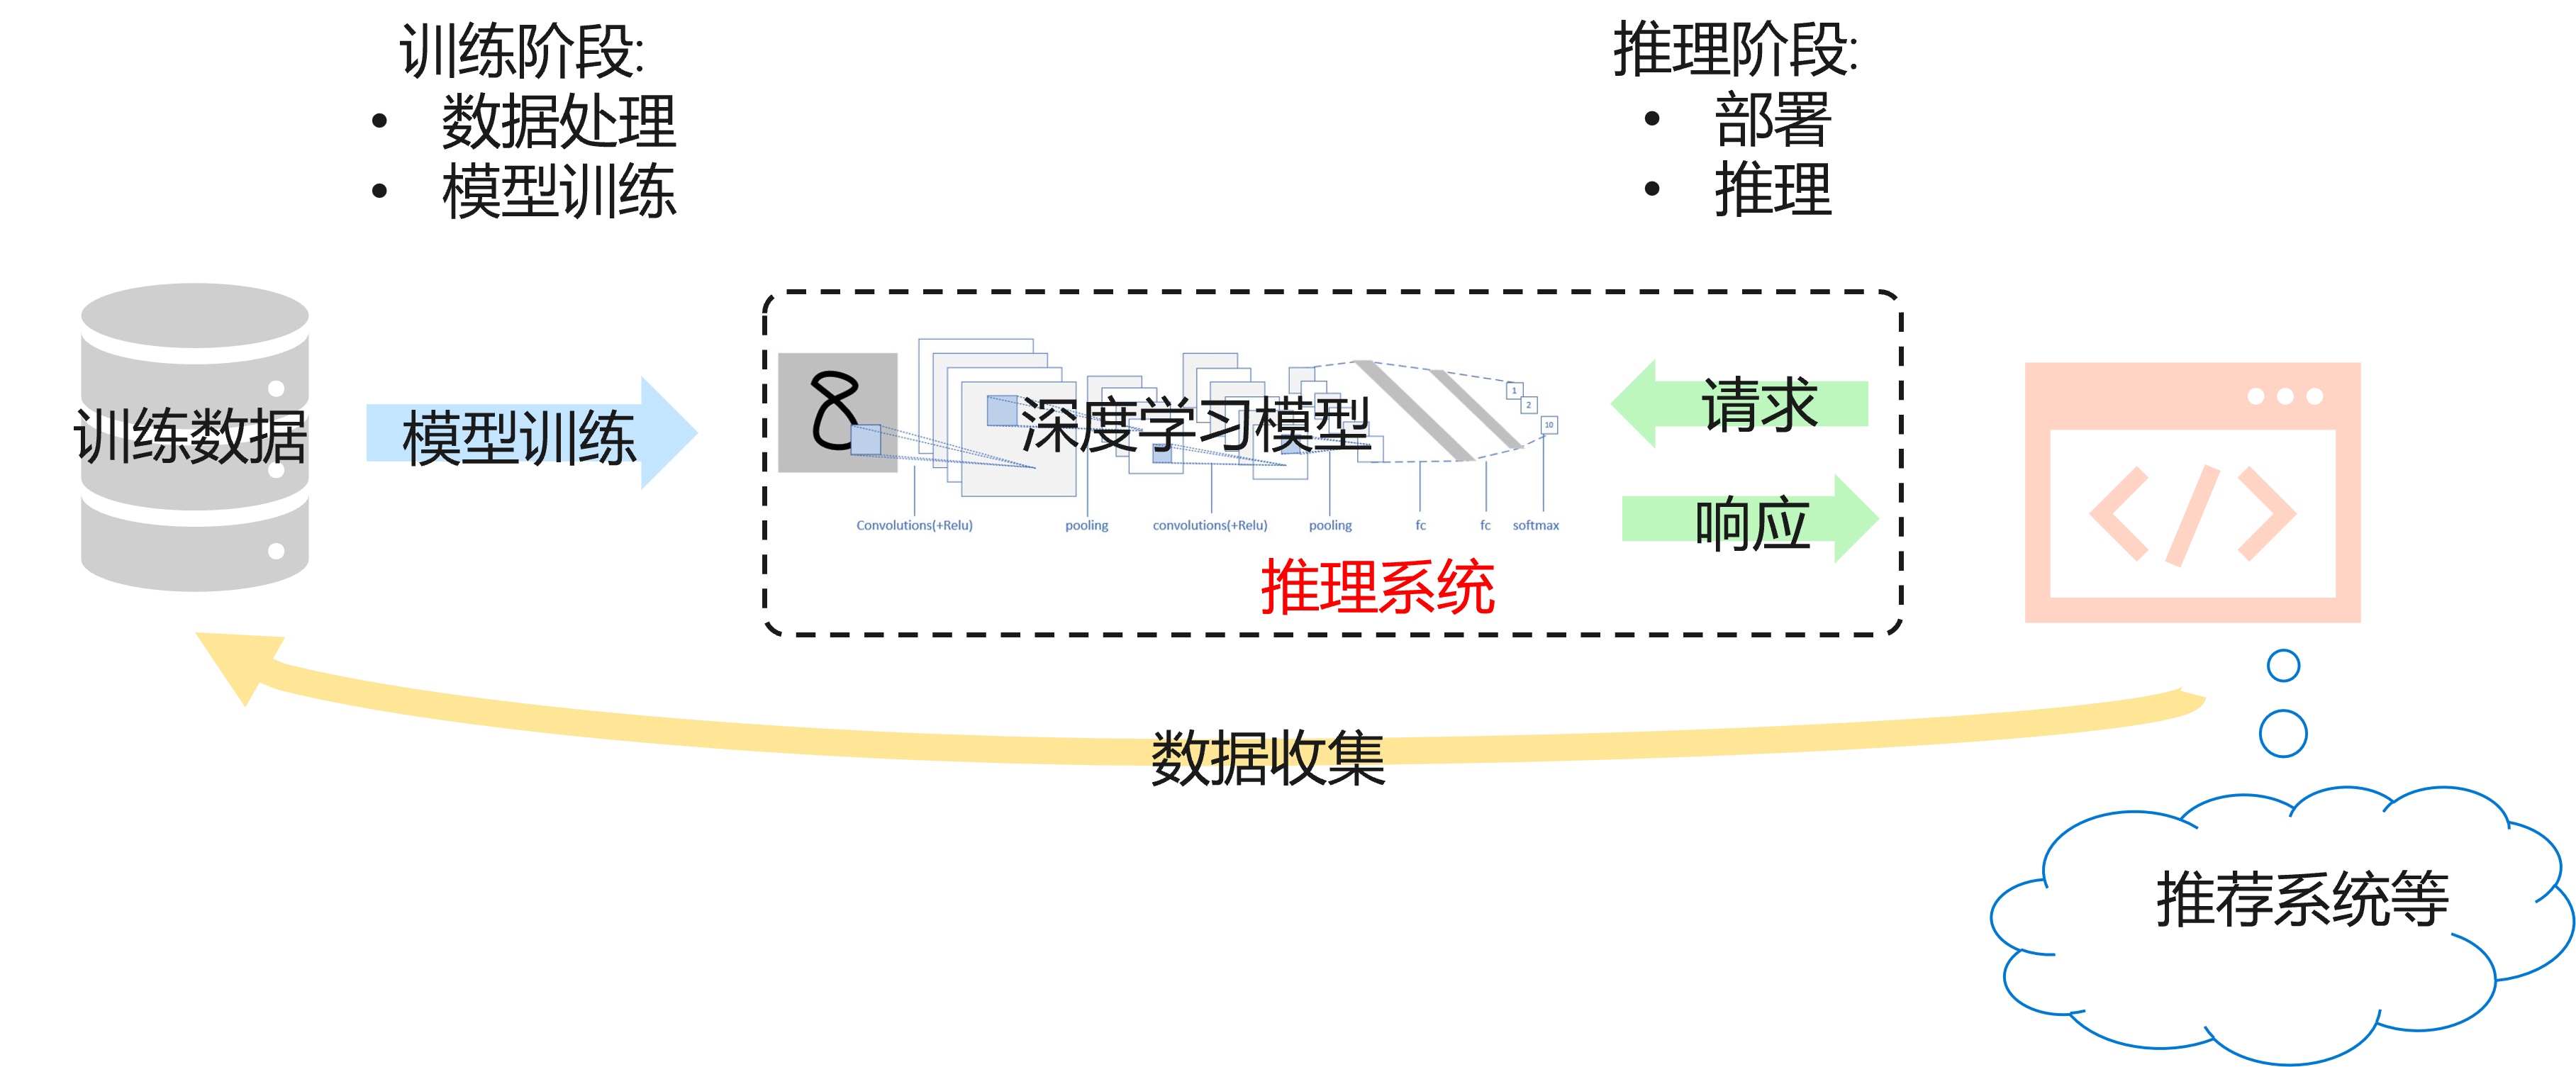 训练阶段:
• 数据处理
• 模型训练
推理阶段:
• 部署
• 推理
训练数据
模型训练
8
深度学习模型
1
2
10
Convolutions(+Relu)
pooling
convolutions(+Relu)
pooling
fc
fc
softmax
请求
响应
推理系统
</>
数据收集
推荐系统等